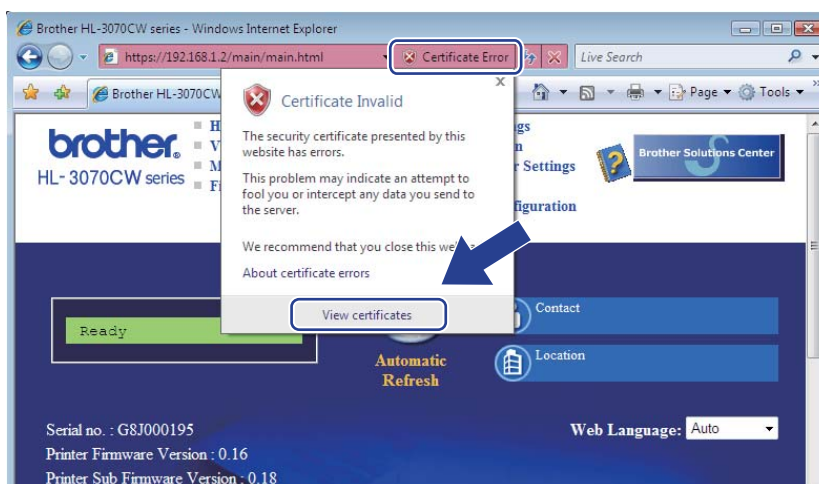 Brother HL-3070CW series - Windows Internet Explorer
https://192.168.1.2/main/main.html
Certificate Error
Live Search
Brother HL-3070CW
Page
Tools
»
x
Certificate Invalid
The security certificate presented by this
website has errors.
This problem may indicate an attempt to
fool you or intercept any data you send to
the server.
We recommend that you close this
About certificate errors
View certificates
brother.
HL-3070CW series
H
V
M
Fi
gs
n
r Settings
figuration
Brother Solutions Center
Ready
Automatic
Refresh
Contact
Location
Serial no. : G8J000195
Printer Firmware Version : 0.16
Printer Sub Firmware Version : 0.18
Web Language: Auto